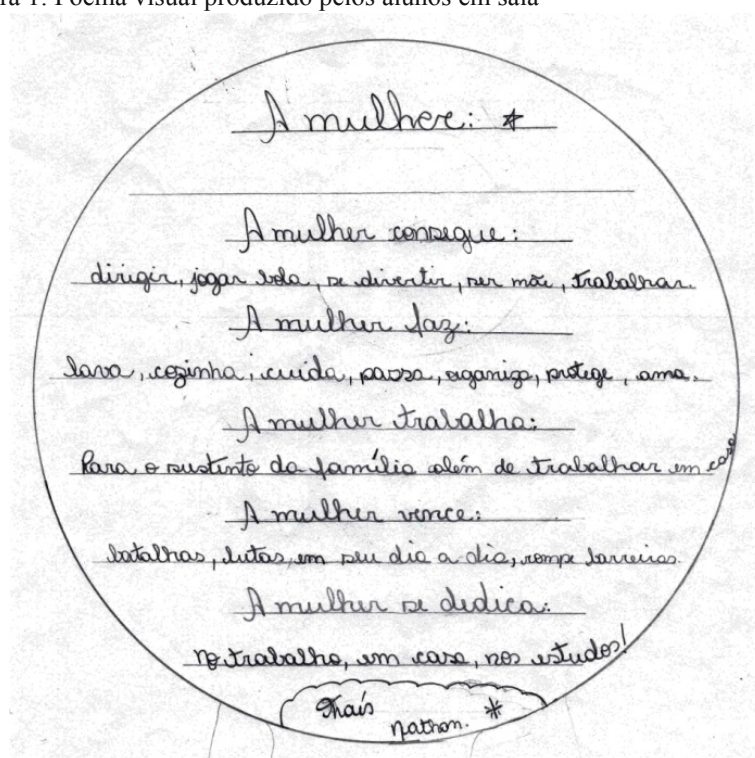 ra 1: Poema visual produzido pelos alunos em sala
A mulher: *
A mulher consegue:
dirigir, jogar bola, se divertir, ser mãe, trabalhar.
A mulher faz:
lava, cozinha, cuida, passa, organiza, protege, ama.
A mulher trabalha:
Para o sustinto da família além de trabalhar em casa
A mulher vence:
batalhas, lutas, em seu dia a dia, rompe barreiras.
A mulher se dedica:
no trabalho, em casa, nos estudos!
Thaís
nathan. *